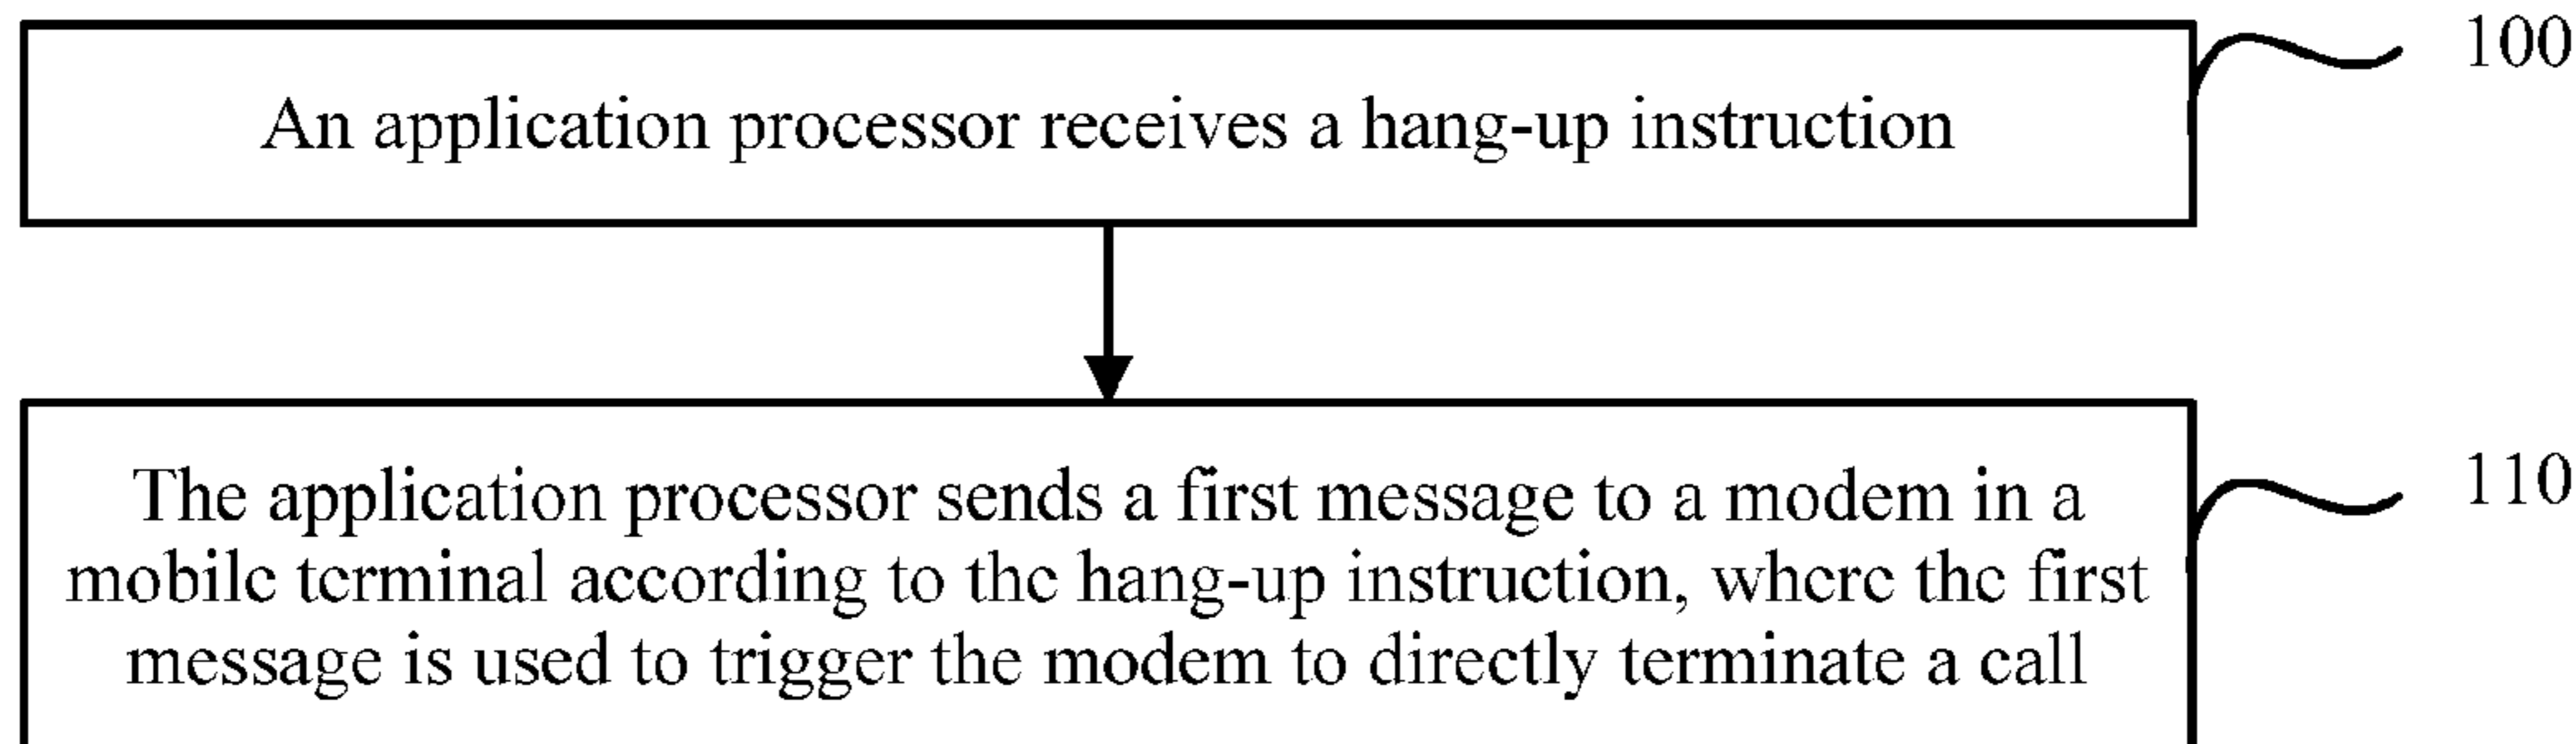 100
An application processor receives a hang-up instruction
The application processor sends a first message to a modem in a
110
mobile terminal according to the hang-up instruction, where the first
message is used to trigger the modem to directly terminate a call